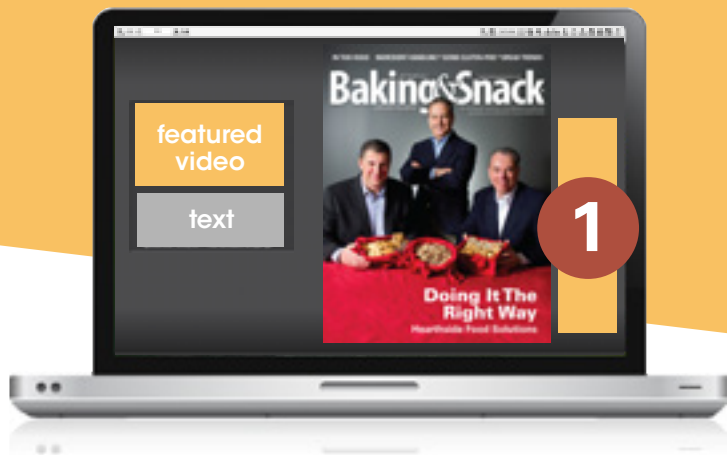 featured
video
text
Baking&Snack
1
Doing It The
Right Way
Hearthside Food Solutions